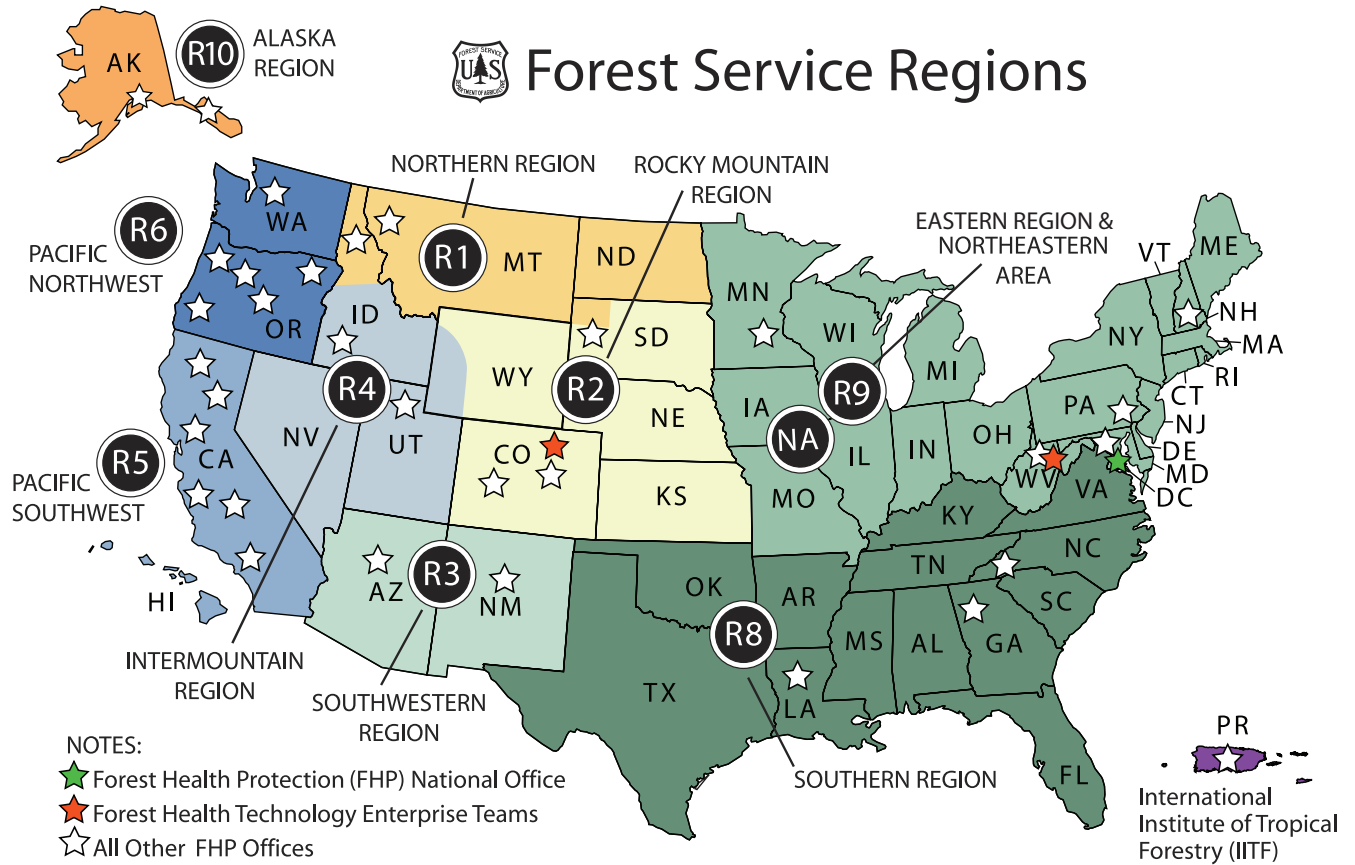 Forest Service Regions
FOREST SERVICE
U S
DEPARTMENT OF AGRICULTURE
AK
R10
ALASKA
REGION
NORTHERN REGION
ROCKY MOUNTAIN
REGION
EASTERN REGION &
NORTHEASTERN
AREA
R6
PACIFIC
NORTHWEST
WA
OR
R1
MT
ND
ID
SD
WY
R2
NE
KS
CO
R4
NV
UT
R5
PACIFIC
SOUTHWEST
CA
HI
AZ
R3
NM
INTERMOUNTAIN
REGION
SOUTHWESTERN
REGION
MN
WI
MI
IA
R9
NA
IL
IN
OH
MO
PA
NY
VT
ME
NH
MA
RI
CT
NJ
DE
MD
DC
WV
VA
KY
NC
TN
SC
OK
AR
R8
MS
AL
GA
TX
LA
FL
SOUTHERN REGION
PR
International
Institute of Tropical
Forestry (IITF)
NOTES:
Forest Health Protection (FHP) National Office
Forest Health Technology Enterprise Teams
All Other FHP Offices